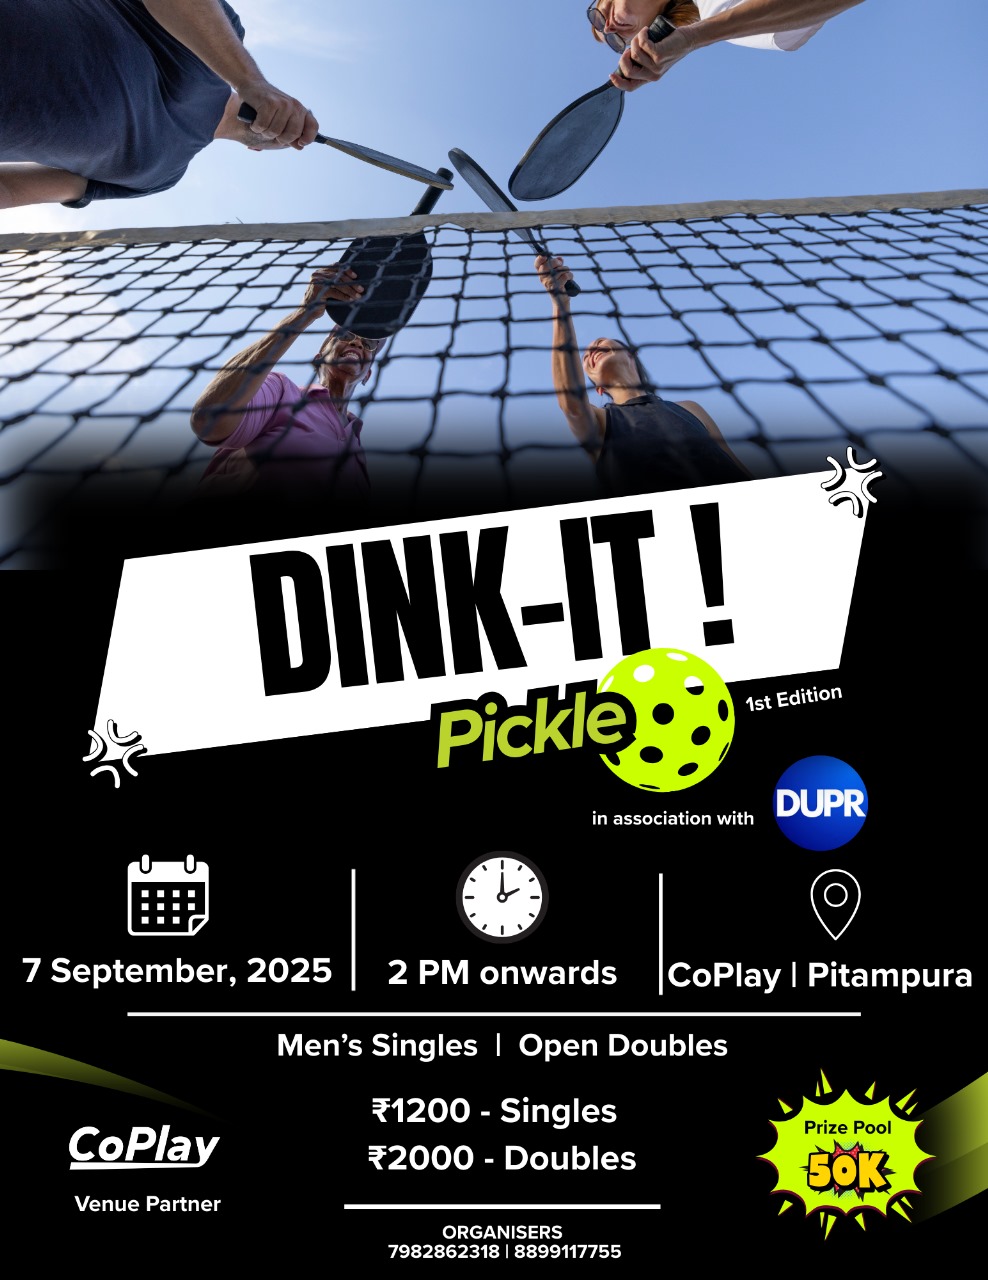 DINK-IT !
Pickle
1st Edition
in association with DUPR
7 September, 2025
2 PM onwards
CoPlay | Pitampura
Men's Singles | Open Doubles
₹1200 - Singles
₹2000 - Doubles
CoPlay
Venue Partner
Prize Pool
50K
ORGANISERS
7982862318 | 8899117755